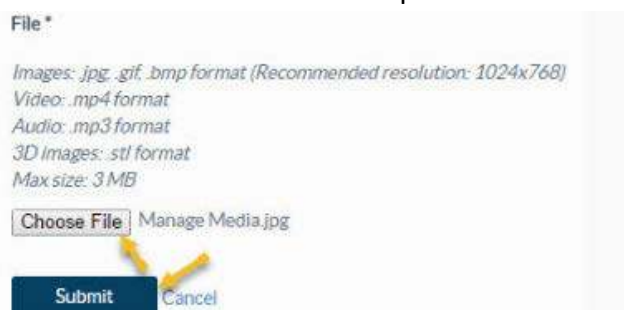 File *
Images: .jpg, .gif, .bmp format (Recommended resolution: 1024x768)
Video: .mp4 format
Audio: .mp3 format
3D Images: .stl format
Max size: 3 MB
Choose File Manage Media.jpg
Submit Cancel